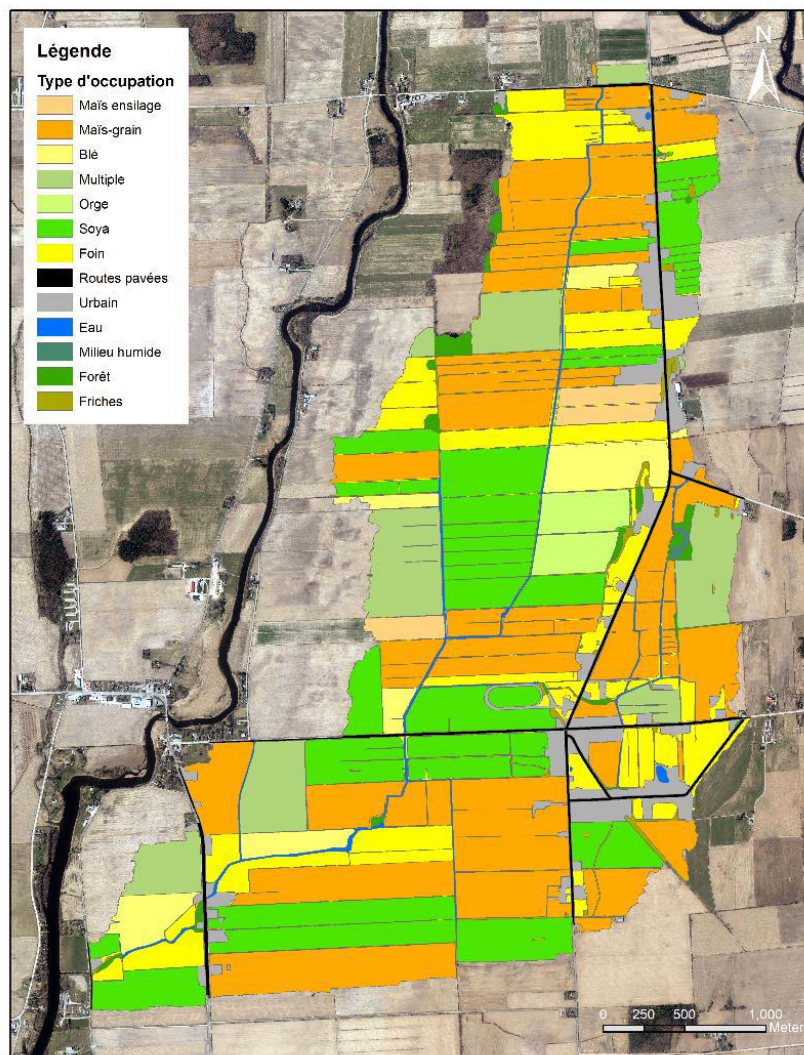 Légende
Type d'occupation
Maïs ensilage
Maïs-grain
Blé
Multiple
Orge
Soya
Foin
Routes pavées
Urbain
Eau
Milieu humide
Forêt
Friches
N
0 250 500 1,000
Meter